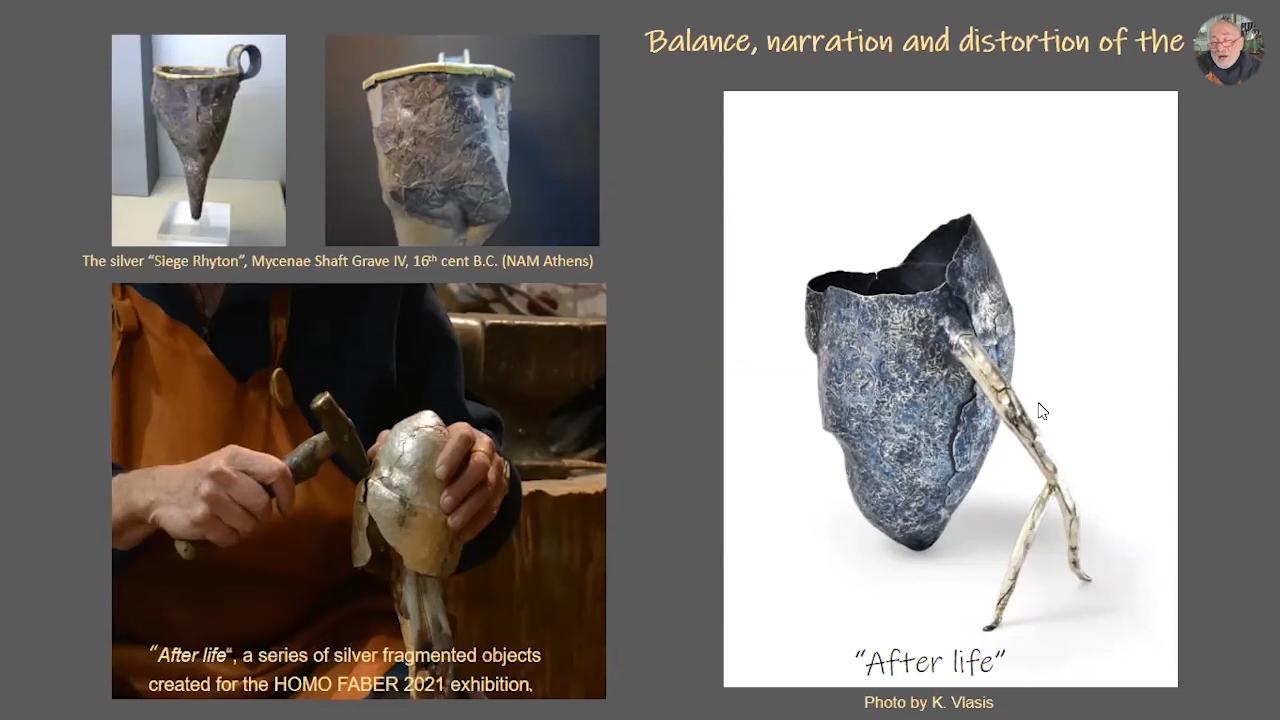 Balance, narration and distortion of the
The silver “Siege Rhyton”, Mycenae Shaft Grave IV, 16th cent B.C. (NAM Athens)
“After life“, a series of silver fragmented objects
created for the HOMO FABER 2021 exhibition,
“After life”
Photo by K. Vlasis